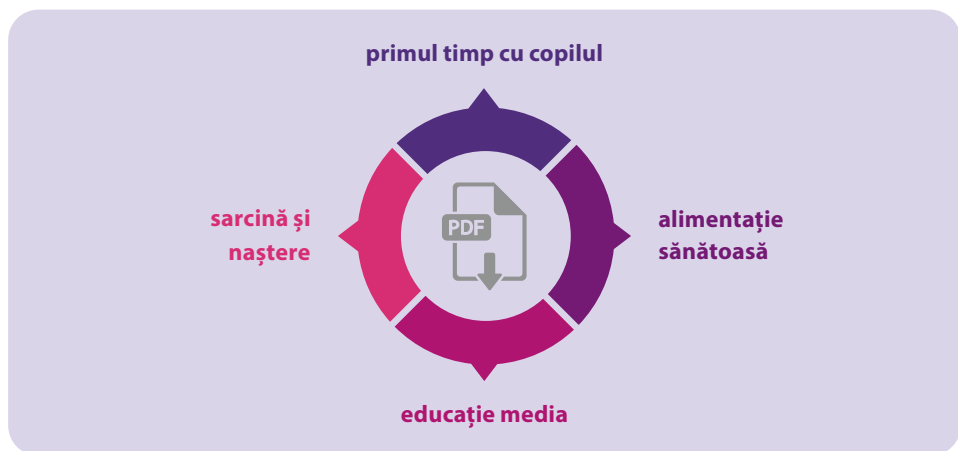 primul timp cu copilul
sarcină și
naștere
PDF
alimentație
sănătoasă
educație media